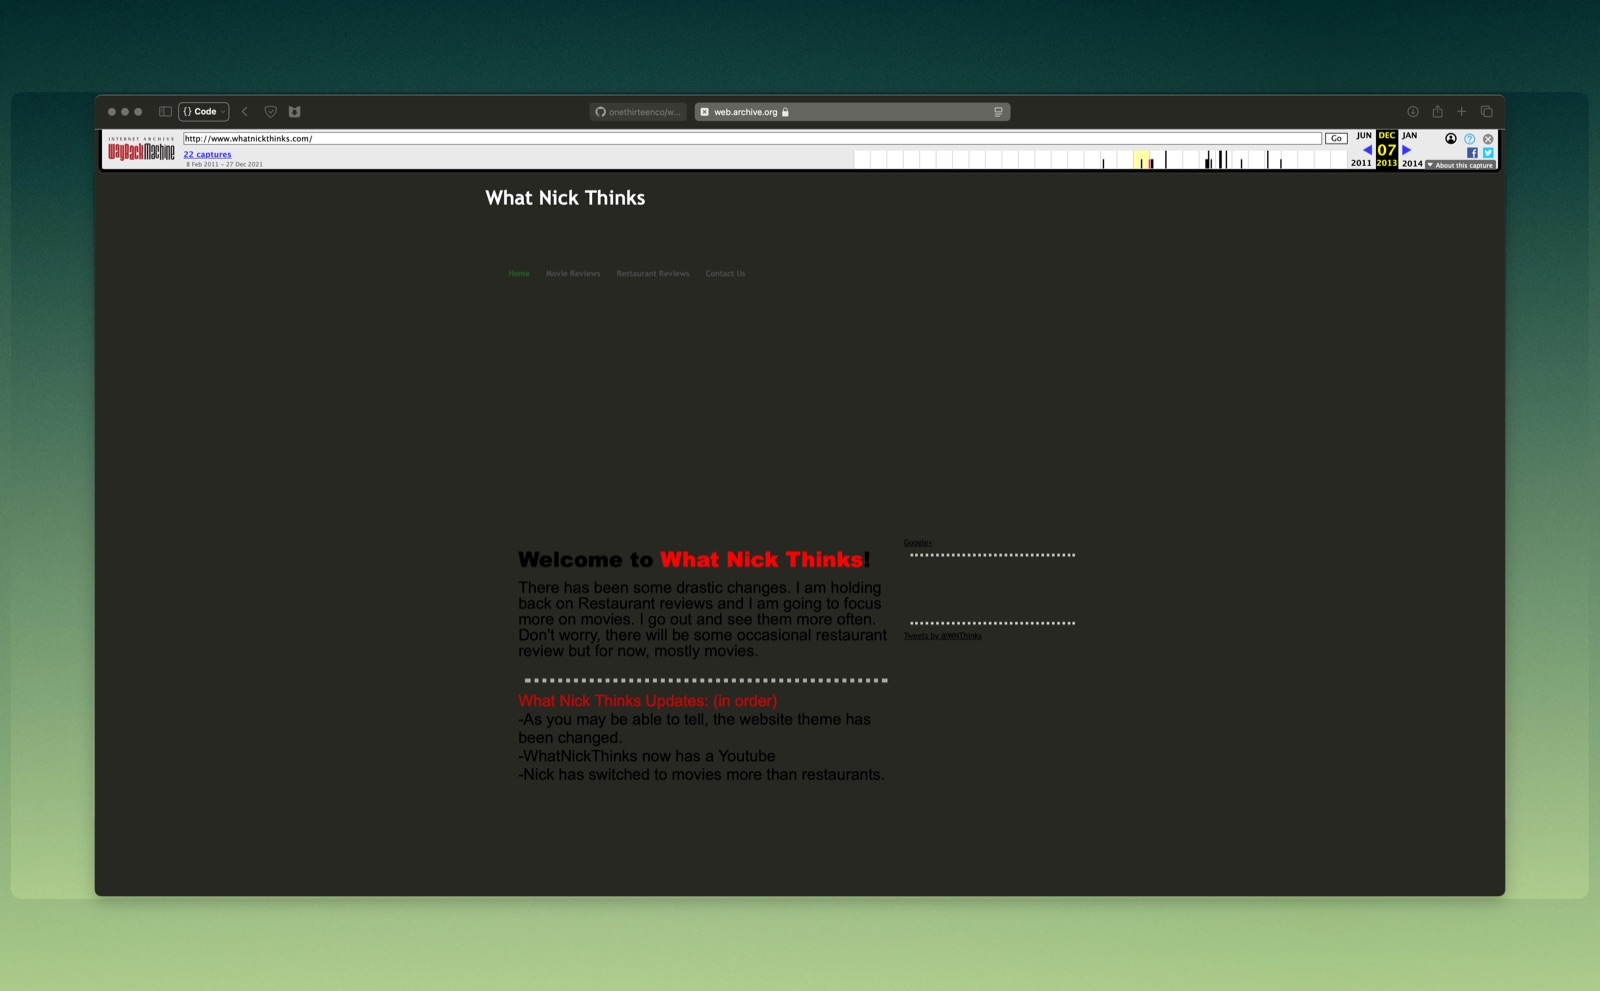 {} Code
onethirteenco/w...
web.archive.org
INTERNET ARCHIVE
WayBackMachine
http://www.whatnickthinks.com/
Go
22 captures
8 Feb 2011 – 27 Dec 2021
JUN DEC JAN
07
2011 2013 2014
f
About this capture
What Nick Thinks
Home Movie Reviews Restaurant Reviews Contact Us
Google+
Welcome to What Nick Thinks!
There has been some drastic changes. I am holding
back on Restaurant reviews and I am going to focus
more on movies. I go out and see them more often.
Don't worry, there will be some occasional restaurant
review but for now, mostly movies.
Tweets by @WNThinks
What Nick Thinks Updates: (in order)
-As you may be able to tell, the website theme has
been changed.
-WhatNickThinks now has a Youtube
-Nick has switched to movies more than restaurants.